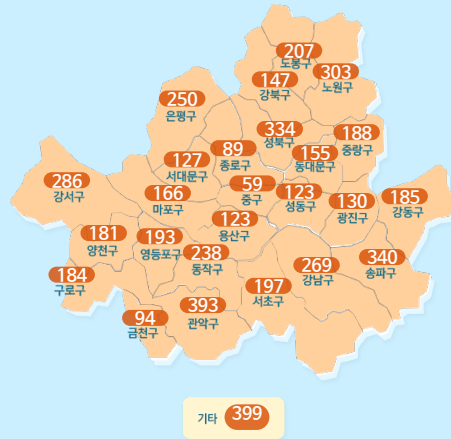 207
도봉구
303
노원구
147
강북구
250
은평구
334
성북구
188
중랑구
89
종로구
155
동대문구
127
서대문구
286
강서구
166
마포구
59
중구
123
성동구
130
광진구
185
강동구
123
용산구
181
양천구
193
영등포구
238
동작구
340
송파구
269
강남구
184
구로구
197
서초구
393
관악구
94
금천구
기타 399